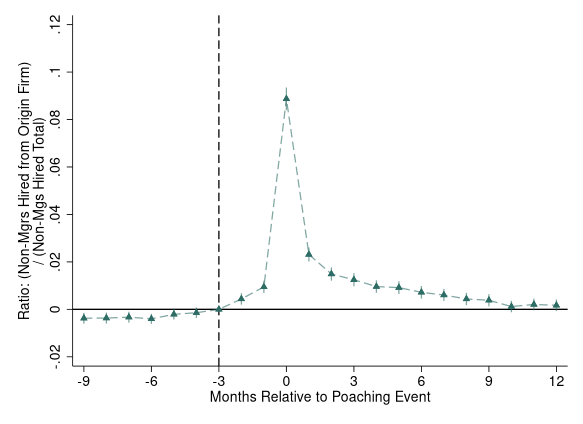 Ratio: (Non-Mgrs Hired from Origin Firm)
/ (Non-Mgs Hired Total)
.12
.1
.08
.06
.04
.02
0
-.02
-9 -6 -3 0 3 6 9 12
Months Relative to Poaching Event